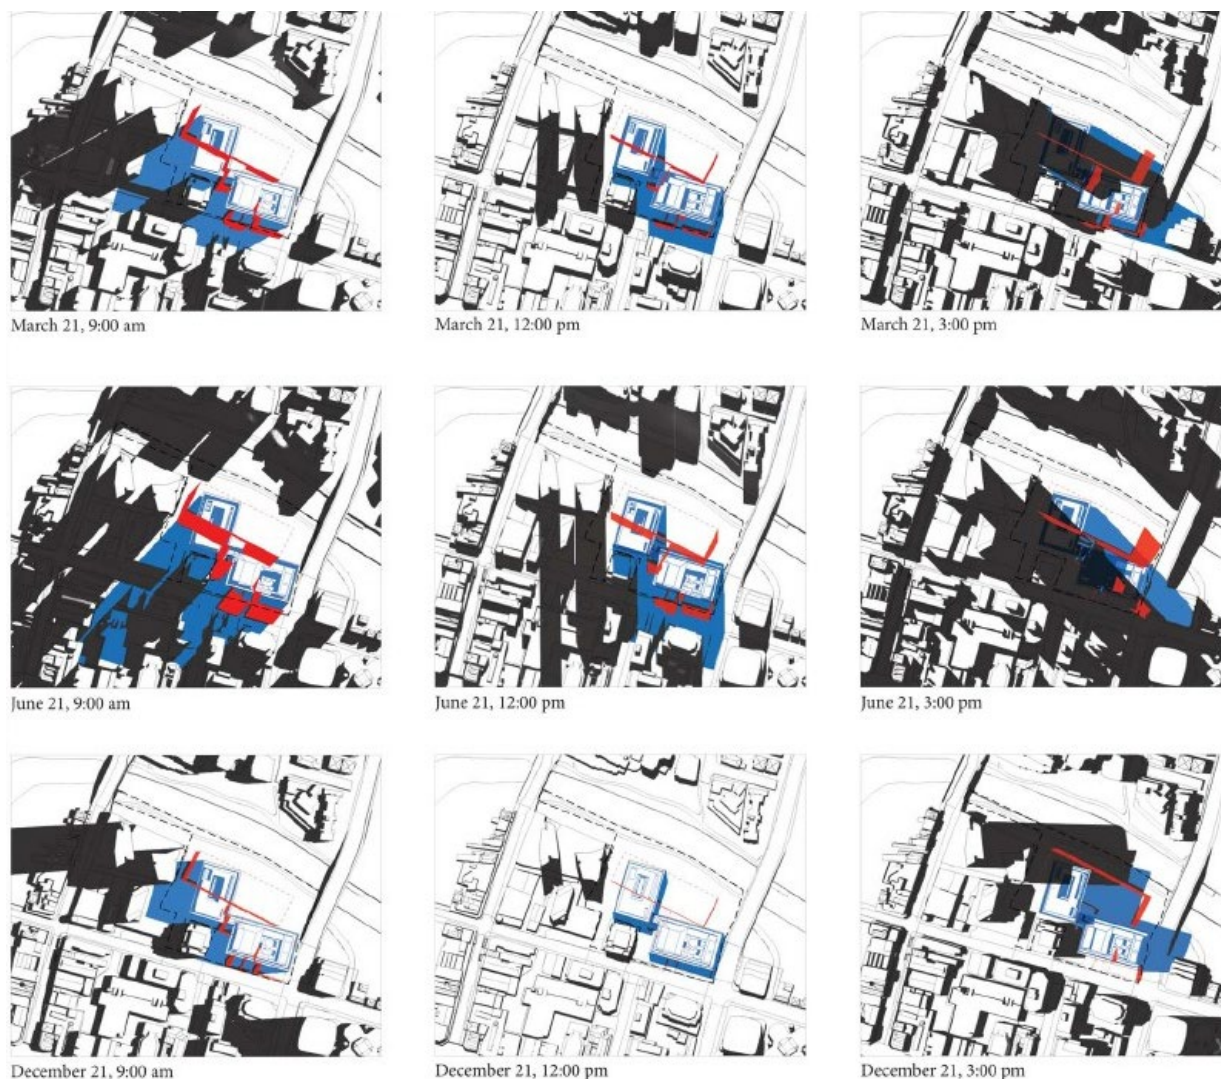 March 21, 9:00 am
March 21, 12:00 pm
March 21, 3:00 pm
June 21, 9:00 am
June 21, 12:00 pm
June 21, 3:00 pm
December 21, 9:00 am
December 21, 12:00 pm
December 21, 3:00 pm